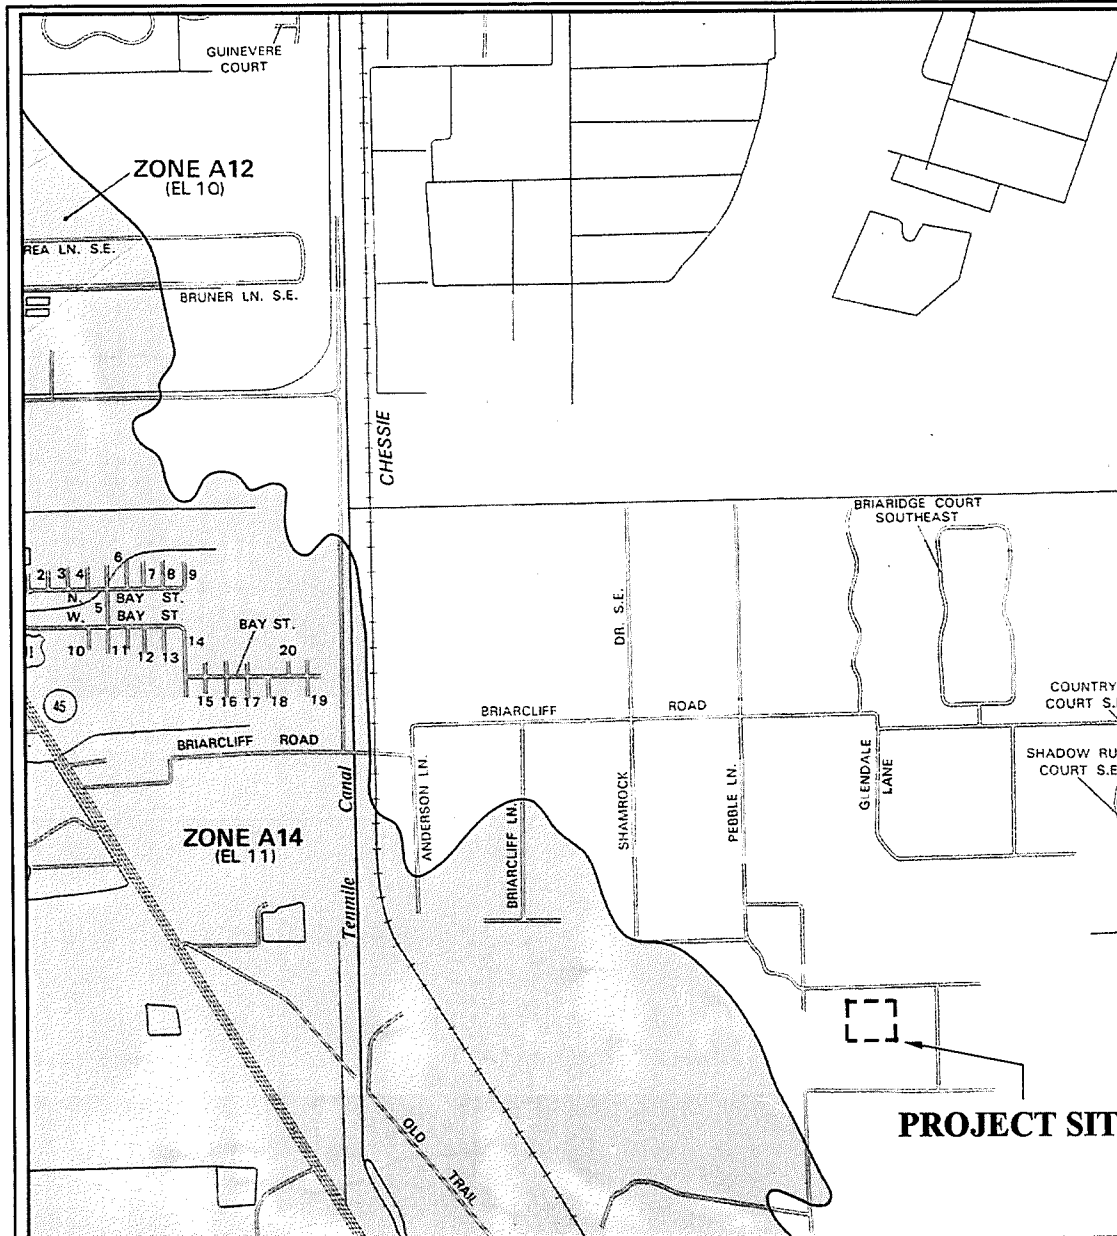 GUINEVERE
COURT
ZONE A12
(EL 10)
REA LN. S.E.
BRUNER LN. S.E.
CHESSIE
BRIARIDGE COURT
SOUTHEAST
6
2 3 4 7 8 9
N. BAY ST.
5
W. BAY ST
10 11 12 13 14
BAY ST.
20
15 16 17 18 19
45
DR. S.E.
COUNTRY
COURT S.
BRIARCLIFF ROAD
BRIARCLIFF ROAD
SHADOW RU
COURT S.E
GLENDALE
LANE
ANDERSON LN.
BRIARCLIFF LN.
SHAMROCK
PEBBLE LN.
ZONE A14
(EL 11)
Tenmile Canal
OLD
TRAIL
PROJECT SIT